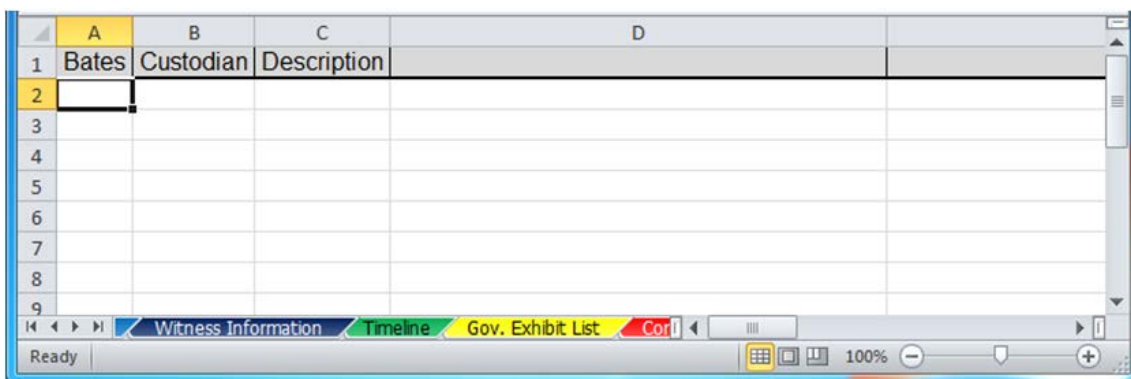 A B C D
1 Bates Custodian Description
2
3
4
5
6
7
8
9
Witness Information Timeline Gov. Exhibit List
Ready 100%